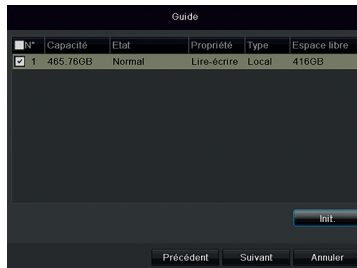 Guide
N° Capacité Etat Propriété Type Espace libre
1 465.76GB Normal Lire-écrire Local 416GB
Init.
Précédent Suivant Annuler